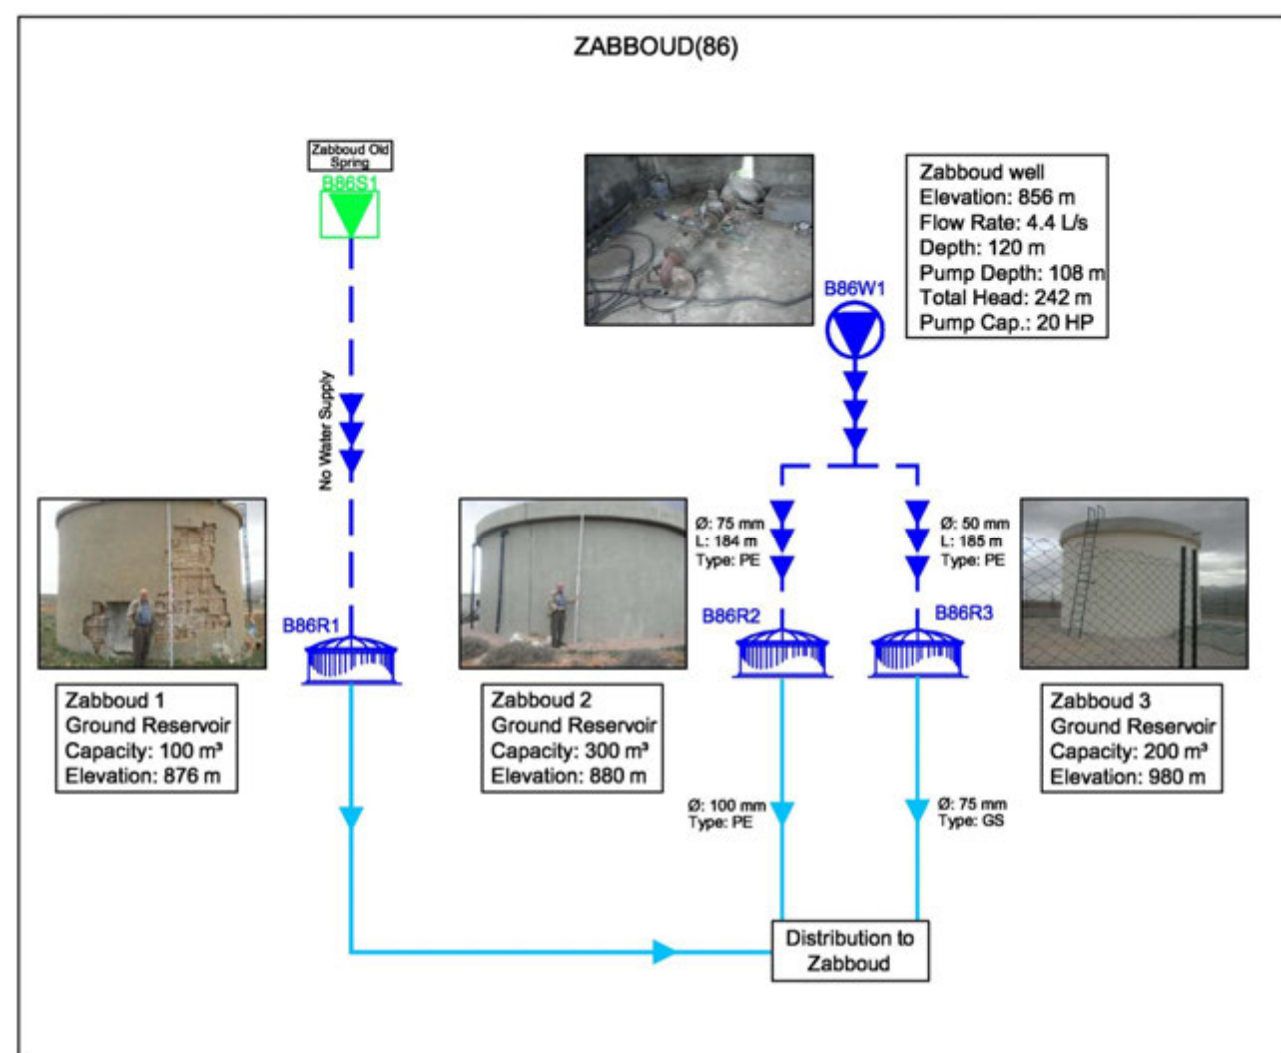 ZABBOUD(86)
Zabboud Old
Spring
B86S1
Zabboud well
Elevation: 856 m
Flow Rate: 4.4 L/s
Depth: 120 m
Pump Depth: 108 m
Total Head: 242 m
Pump Cap.: 20 HP
B86W1
No Water Supply
Ø: 75 mm
L: 184 m
Type: PE
Ø: 50 mm
L: 185 m
Type: PE
B86R1
B86R2
B86R3
Zabboud 1
Ground Reservoir
Capacity: 100 m³
Elevation: 876 m
Zabboud 2
Ground Reservoir
Capacity: 300 m³
Elevation: 880 m
Zabboud 3
Ground Reservoir
Capacity: 200 m³
Elevation: 980 m
Ø: 100 mm
Type: PE
Ø: 75 mm
Type: GS
Distribution to
Zabboud